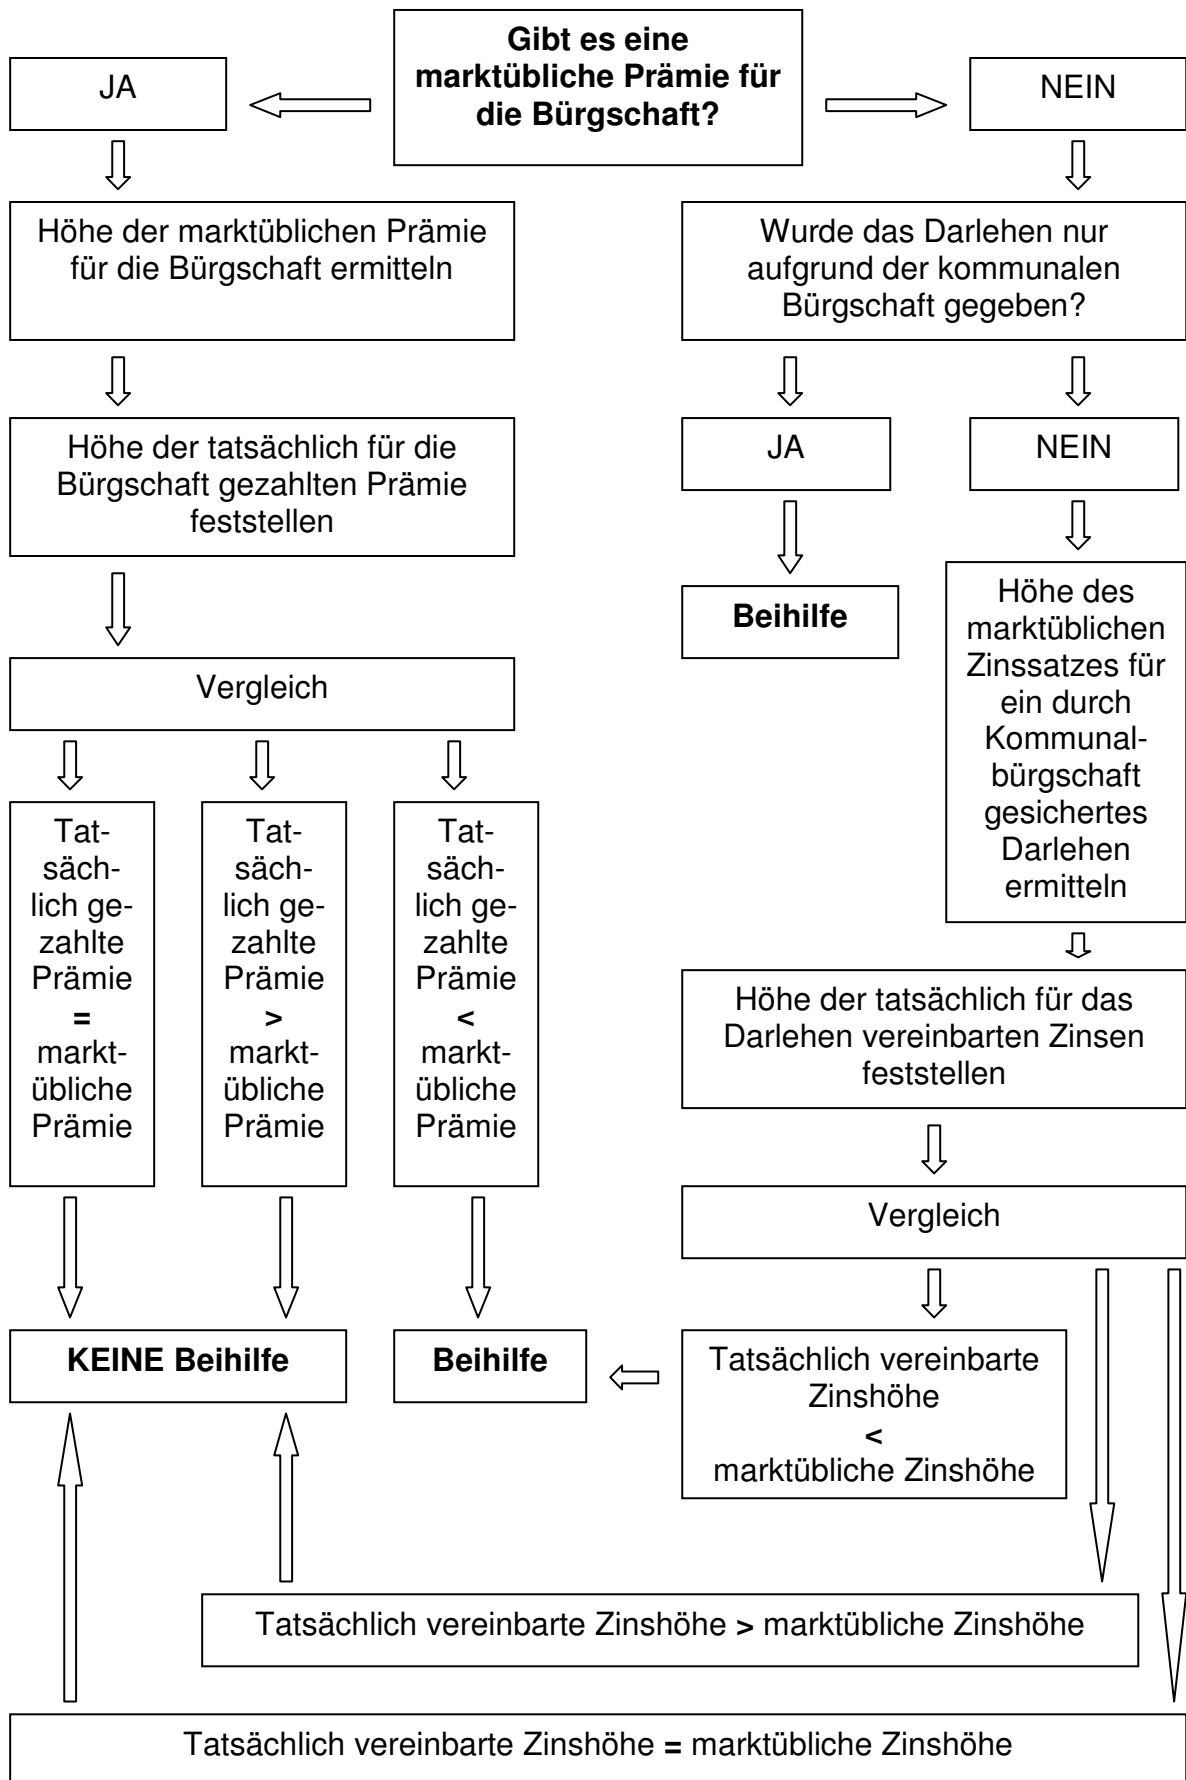 Gibt es eine
marktübliche Prämie für
die Bürgschaft?
JA
NEIN
Höhe der marktüblichen Prämie
für die Bürgschaft ermitteln
Wurde das Darlehen nur
aufgrund der kommunalen
Bürgschaft gegeben?
Höhe der tatsächlich für die
Bürgschaft gezahlten Prämie
feststellen
JA
NEIN
Beihilfe
Höhe des
marktüblichen
Zinssatzes für
ein durch
Kommunal-
bürgschaft
gesichertes
Darlehen
ermitteln
Vergleich
Tat-
säch-
lich ge-
zahlte
Prämie
=
markt-
übliche
Prämie
Tat-
säch-
lich ge-
zahlte
Prämie
>
markt-
übliche
Prämie
Tat-
säch-
lich ge-
zahlte
Prämie
<
markt-
übliche
Prämie
Höhe der tatsächlich für das
Darlehen vereinbarten Zinsen
feststellen
Vergleich
KEINE Beihilfe
Beihilfe
Tatsächlich vereinbarte
Zinshöhe
<
marktübliche Zinshöhe
Tatsächlich vereinbarte Zinshöhe > marktübliche Zinshöhe
Tatsächlich vereinbarte Zinshöhe = marktübliche Zinshöhe